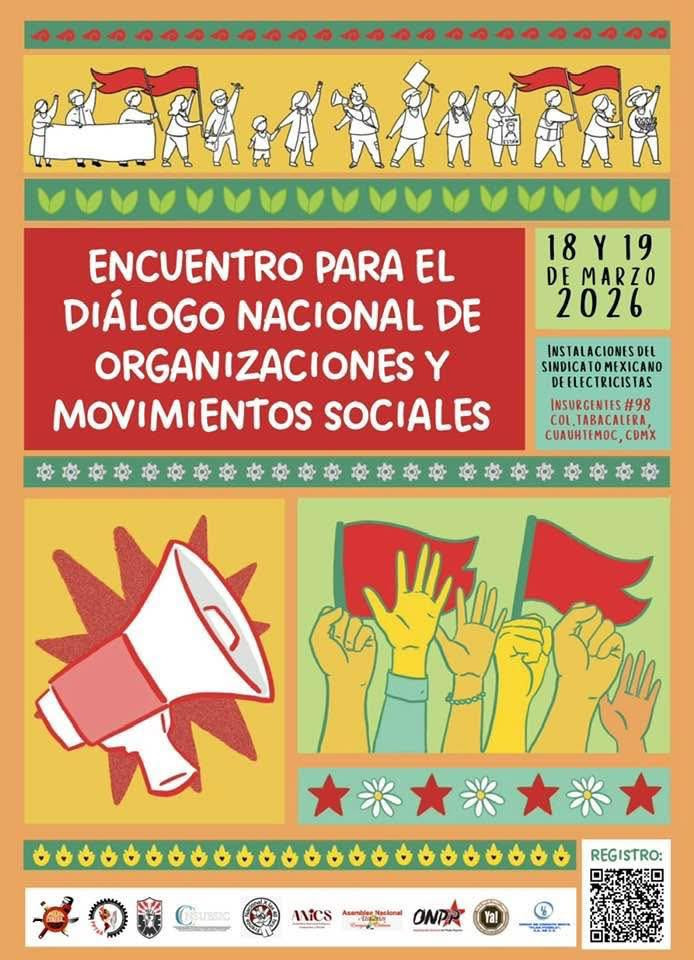 ENCUENTRO PARA EL
DIÁLOGO NACIONAL DE
ORGANIZACIONES Y
MOVIMIENTOS SOCIALES
18 Y 19
DE MARZO
2026
INSTALACIONES DEL
SINDICATO MEXICANO
DE ELECTRICISTAS
INSURGENTES #98
COL. TABACALERA,
CUAUHTEMOC, CDMX
REGISTRO:
ANICS
Asamblea Nacional
ONPP
Ya!